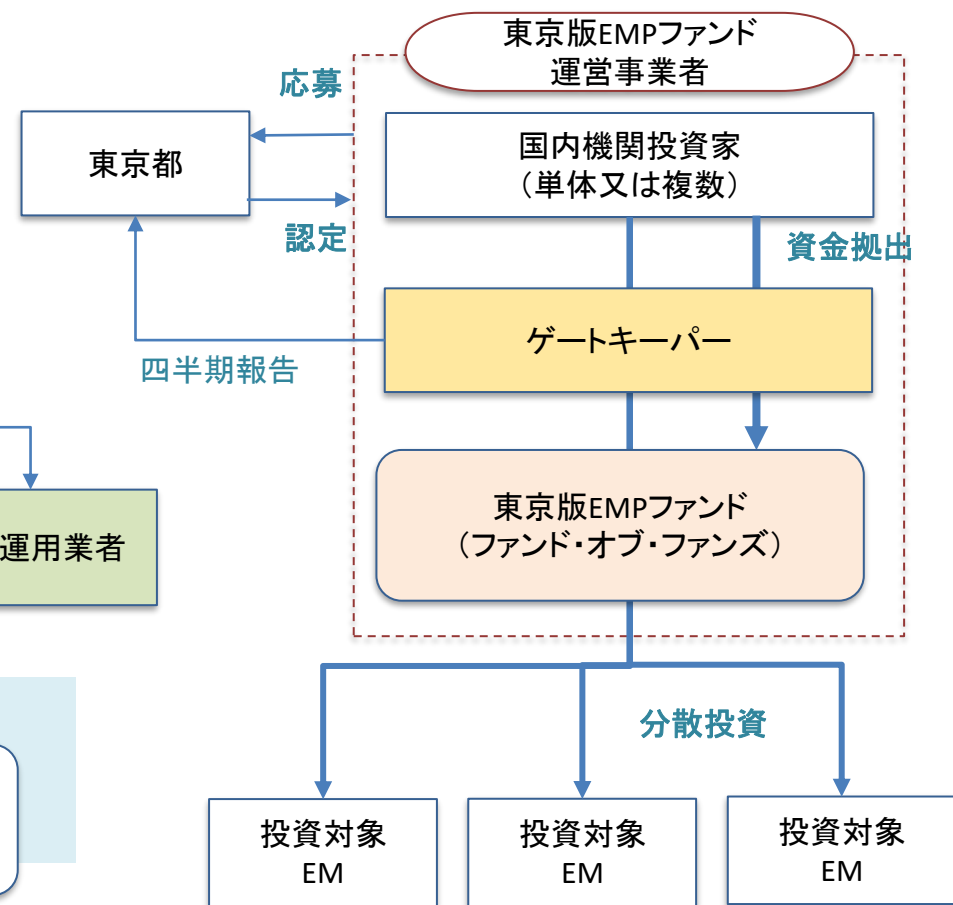 東京版EMPファンド
運営事業者
応募
東京都
国内機関投資家
（単体又は複数）
認定
資金拠出
ゲートキーパー
四半期報告
東京版EMPファンド
（ファンド・オブ・ファンズ）
運用業者
分散投資
投資対象
EM
投資対象
EM
投資対象
EM